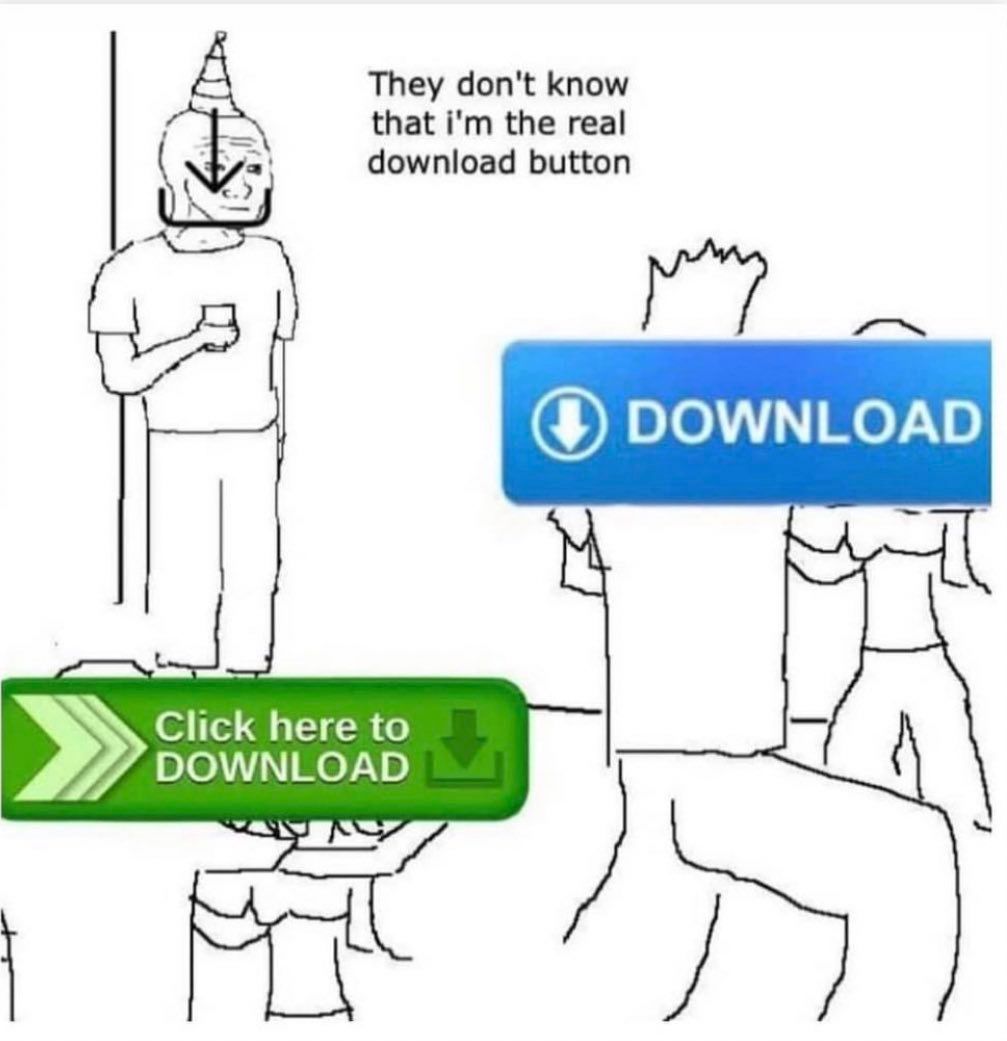 They don't know
that i'm the real
download button
DOWNLOAD
Click here to
DOWNLOAD